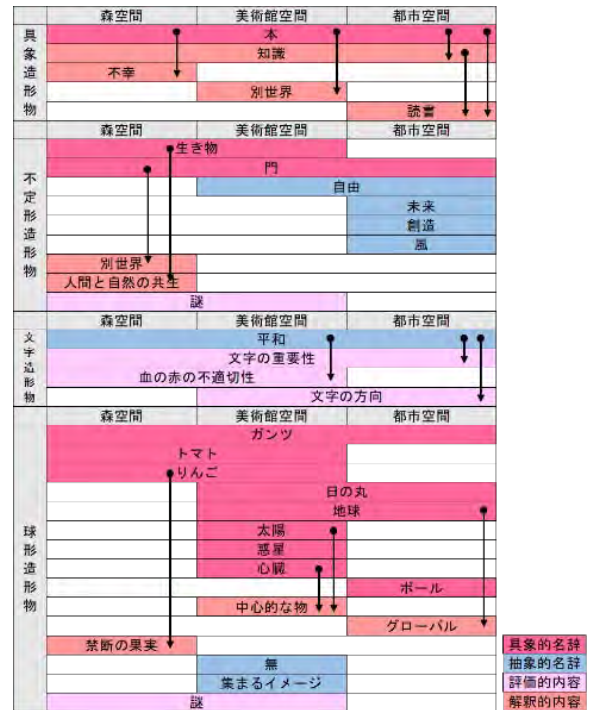 森空間 美術館空間 都市空間
具象造形物
本
知識
不幸
別世界
読書
森空間 美術館空間 都市空間
不定形造形物
生き物
門
自由
未来
創造
風
別世界
人間と自然の共生
謎
森空間 美術館空間 都市空間
文字造形物
平和
文字の重要性
血の赤の不適切性
文字の方向
森空間 美術館空間 都市空間
球形造形物
ガンツ
トマト
りんご
日の丸
地球
太陽
惑星
心臓
ボール
中心的な物
グローバル
禁断の果実
無
集まるイメージ
謎
具象的名辞
抽象的名辞
評価的内容
解釈的内容